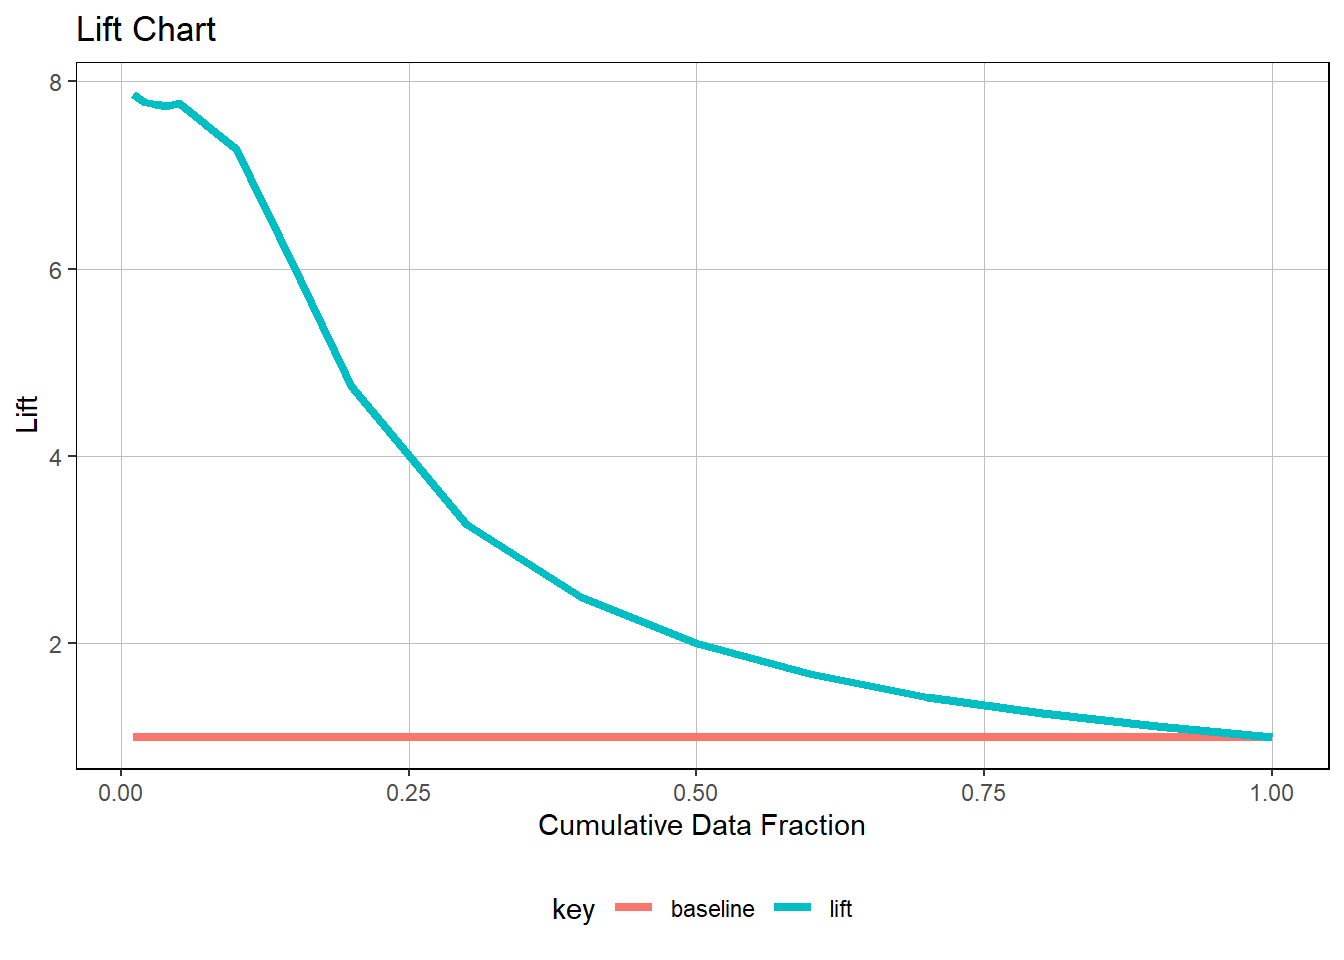 Lift Chart
8
6
4
2
Lift
0.00 0.25 0.50 0.75 1.00
Cumulative Data Fraction
key baseline lift